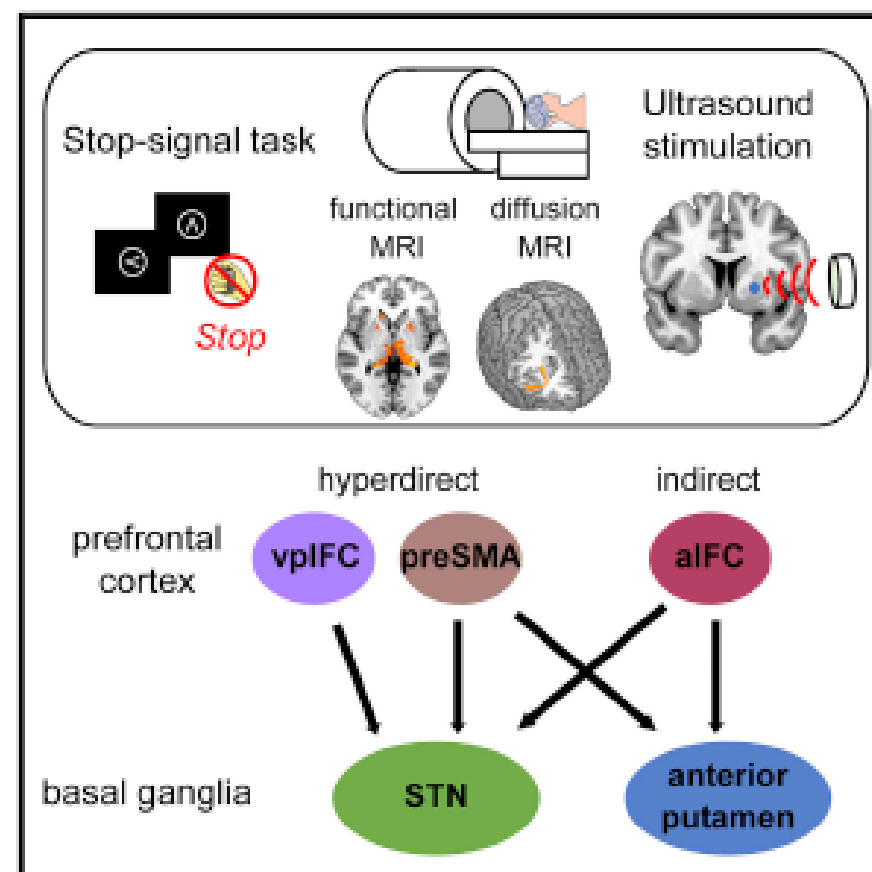 Stop-signal task
Stop
functional
MRI
diffusion
MRI
Ultrasound
stimulation
hyperdirect
indirect
prefrontal
cortex
vpIFC
preSMA
aIFC
basal ganglia
STN
anterior
putamen